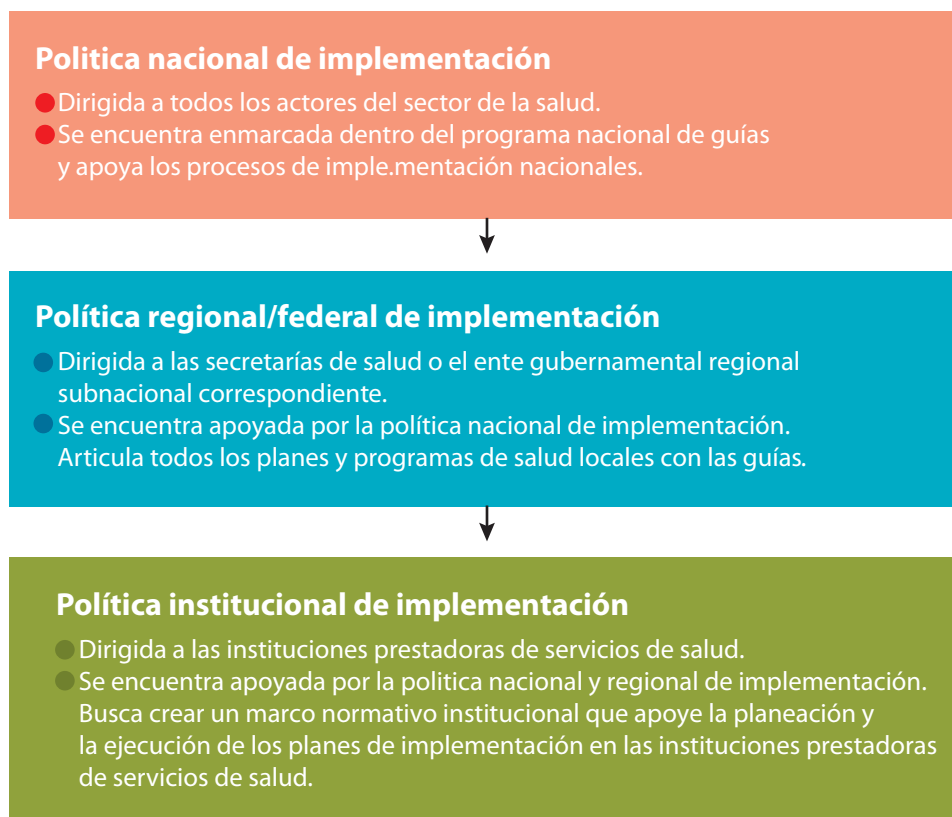 Politica nacional de implementación
Dirigida a todos los actores del sector de la salud.
Se encuentra enmarcada dentro del programa nacional de guías
y apoya los procesos de imple.mentación nacionales.
Política regional/federal de implementación
Dirigida a las secretarías de salud o el ente gubernamental regional
subnacional correspondiente.
Se encuentra apoyada por la política nacional de implementación.
Articula todos los planes y programas de salud locales con las guías.
Política institucional de implementación
Dirigida a las instituciones prestadoras de servicios de salud.
Se encuentra apoyada por la politica nacional y regional de implementación.
Busca crear un marco normativo institucional que apoye la planeación y
la ejecución de los planes de implementación en las instituciones prestadoras
de servicios de salud.